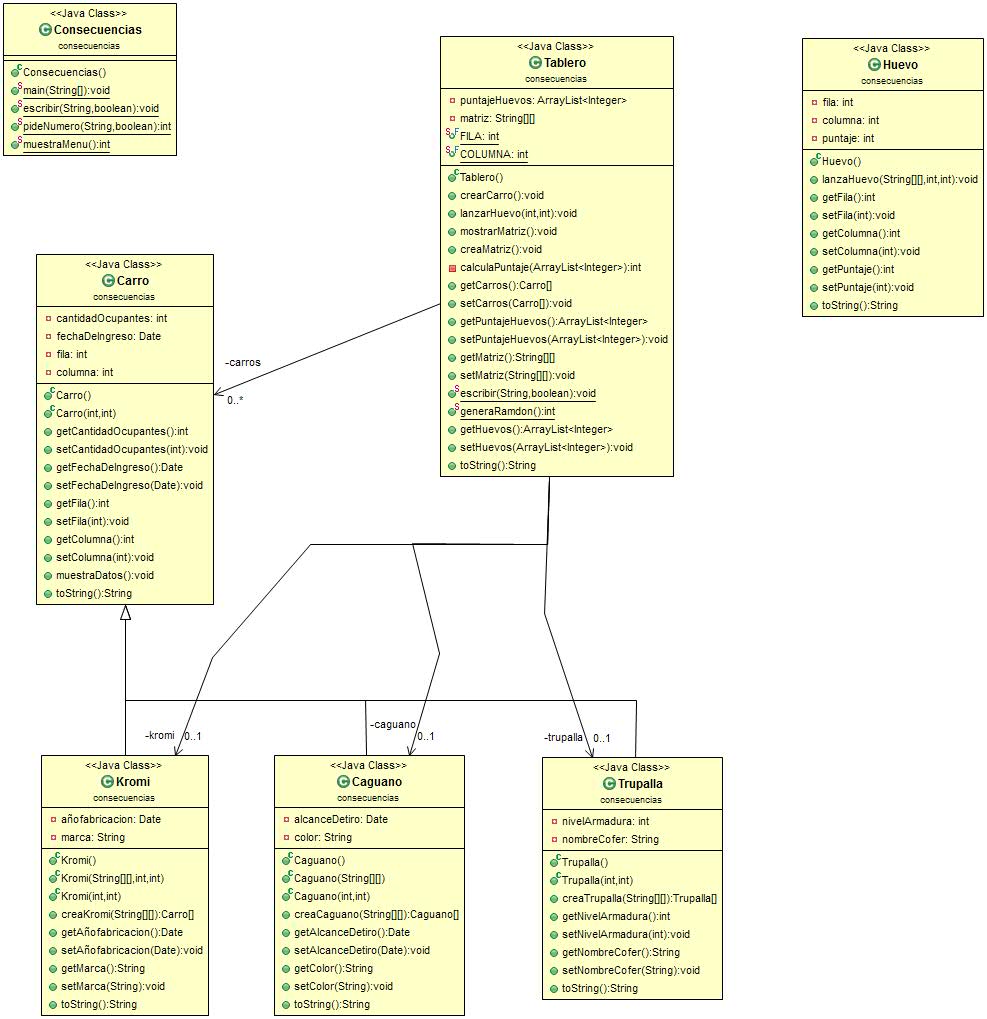 <<Java Class>>
Consecuencias
consecuencias
Consecuencias()
main(String[]):void
escribir(String,boolean):void
pideNumero(String,boolean):int
muestraMenu():int
<<Java Class>>
Tablero
consecuencias
puntajeHuevos: ArrayList<Integer>
matriz: String[][]
FILA: int
COLUMNA: int
Tablero()
crearCarro():void
lanzarHuevo(int,int):void
mostrarMatriz():void
creaMatriz():void
calculaPuntaje(ArrayList<Integer>):int
getCarros():Carro[]
setCarros(Carro[]):void
getPuntajeHuevos():ArrayList<Integer>
setPuntajeHuevos(ArrayList<Integer>):void
getMatriz():String[][]
setMatriz(String[][]):void
escribir(String,boolean):void
generaRamdon():int
getHuevos():ArrayList<Integer>
setHuevos(ArrayList<Integer>):void
toString():String
<<Java Class>>
Huevo
consecuencias
fila: int
columna: int
puntaje: int
Huevo()
lanzaHuevo(String[][],int,int):void
getFila():int
setFila(int):void
getColumna():int
setColumna(int):void
getPuntaje():int
setPuntaje(int):void
toString():String
<<Java Class>>
Carro
consecuencias
cantidadOcupantes: int
fechaDeIngreso: Date
fila: int
columna: int
Carro()
Carro(int,int)
getCantidadOcupantes():int
setCantidadOcupantes(int):void
getFechaDeIngreso():Date
setFechaDeIngreso(Date):void
getFila():int
setFila(int):void
getColumna():int
setColumna(int):void
muestraDatos():void
toString():String
-carros
0..*
-kromi
0..1
-caguano
0..1
-trupalla
0..1
<<Java Class>>
Kromi
consecuencias
añofabricacion: Date
marca: String
Kromi()
Kromi(String[][],int,int)
Kromi(int,int)
creaKromi(String[][]):Carro[]
getAñofabricacion():Date
setAñofabricacion(Date):void
getMarca():String
setMarca(String):void
toString():String
<<Java Class>>
Caguano
consecuencias
alcanceDetiro: Date
color: String
Caguano()
Caguano(String[][])
Caguano(int,int)
creaCaguano(String[][]):Caguano[]
getAlcanceDetiro():Date
setAlcanceDetiro(Date):void
getColor():String
setColor(String):void
toString():String
<<Java Class>>
Trupalla
consecuencias
nivelArmadura: int
nombreCofer: String
Trupalla()
Trupalla(int,int)
creaTrupalla(String[][]):Trupalla[]
getNivelArmadura():int
setNivelArmadura(int):void
getNombreCofer():String
setNombreCofer(String):void
toString():String